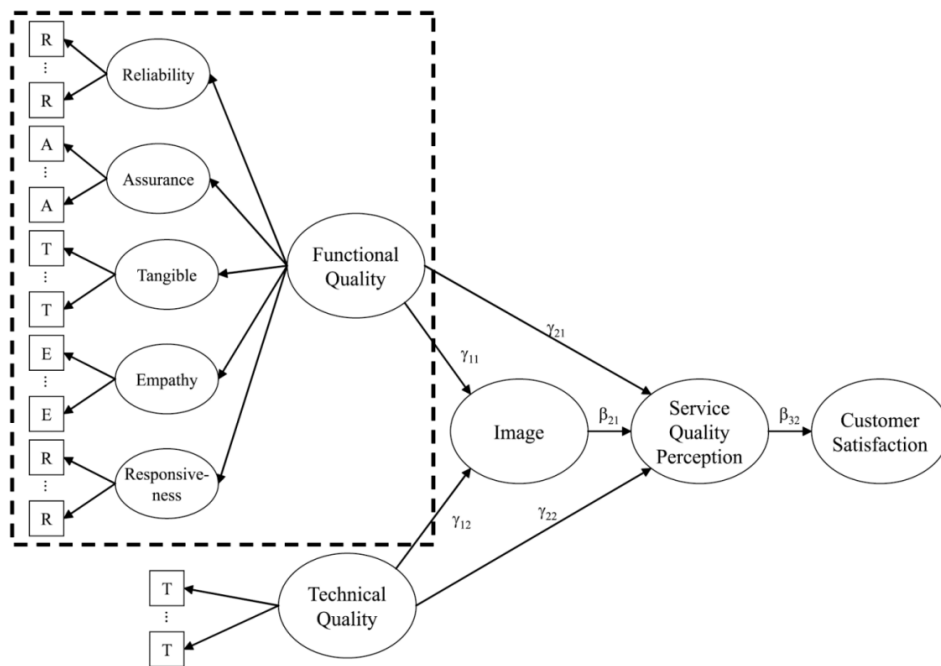 R
⋮
R
Reliability
A
⋮
A
Assurance
T
⋮
T
Tangible
E
⋮
E
Empathy
R
⋮
R
Responsive-
ness
Functional
Quality
γ21
γ11
Image
β21
Service
Quality
Perception
β32
Customer
Satisfaction
γ12
γ22
T
⋮
T
Technical
Quality